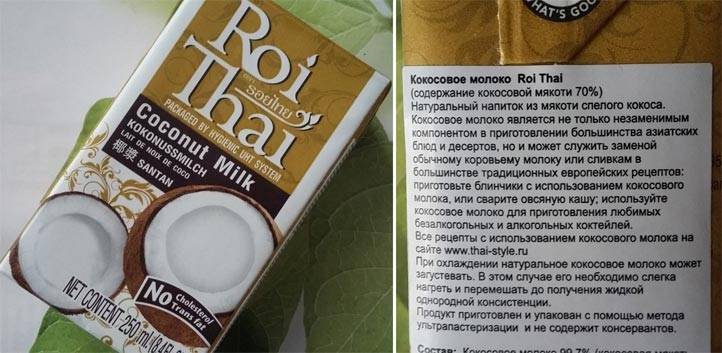 Roi
Thai
ตรา รอยไทย
PACKAGED BY HYGIENIC UHT SYSTEM
Coconut Milk
KOKONUSSMILCH
LAIT DE NOIX DE COCO
椰漿 SANTAN
No Cholesterol
Trans fat
NET CONTENT: 250 ml
THAT'S GOO
Кокосовое молоко Roi Thai
(содержание кокосовой мякоти 70%)
Натуральный напиток из мякоти спелого кокоса.
Кокосовое молоко является не только незаменимым
компонентом в приготовлении большинства азиатских
блюд и десертов, но и может служить заменой
обычному коровьему молоку или сливкам в
большинстве традиционных европейских рецептов:
приготовьте блинчики с использованием кокосового
молока, или сварите овсяную кашу; используйте
кокосовое молоко для приготовления любимых
безалкогольных и алкогольных коктейлей.
Все рецепты с использованием кокосового молока на
сайте www.thai-style.ru
При охлаждении натуральное кокосовое молоко может
загустевать. В этом случае его необходимо слегка
нагреть и перемешать до получения жидкой
однородной консистенции.
Продукт приготовлен и упакован с помощью метода
ультрапастеризации и не содержит консервантов.
Состав: Кокосовое молоко 99,7% (кокосовая мякоть